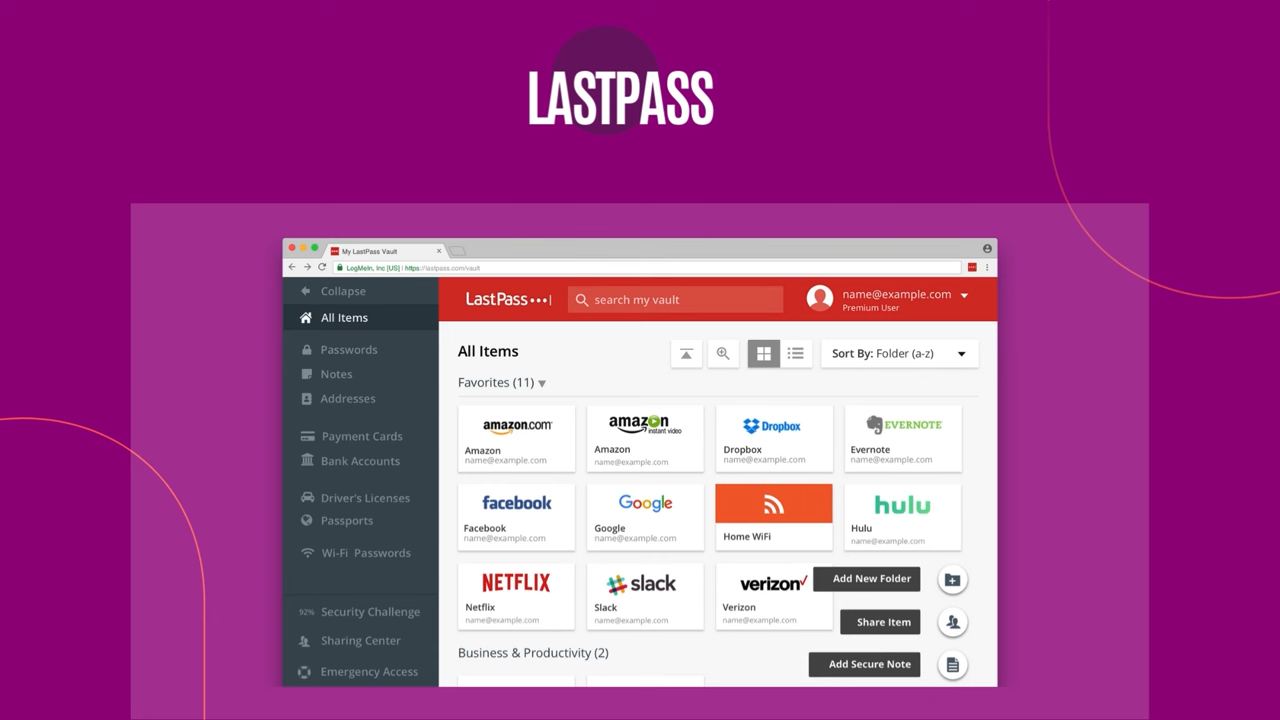 LASTPASS
My LastPass Vault
LogMeIn, Inc [US] | https://lastpass.com/vault
Collapse
All Items
Passwords
Notes
Addresses
Payment Cards
Bank Accounts
Driver's Licenses
Passports
Wi-Fi Passwords
92% Security Challenge
Sharing Center
Emergency Access
LastPass
search my vault
name@example.com
Premium User
All Items
Sort By: Folder (a-z)
Favorites (11)
amazon.com
Amazon
name@example.com
amazon
instant video
Amazon
name@example.com
Dropbox
Dropbox
name@example.com
EVERNOTE
Evernote
name@example.com
facebook
Facebook
name@example.com
Google
Google
name@example.com
Home WiFi
hulu
Hulu
name@example.com
NETFLIX
Netflix
name@example.com
slack
Slack
name@example.com
verizon
Verizon
name@example.com
Add New Folder
Share Item
Add Secure Note
Business & Productivity (2)